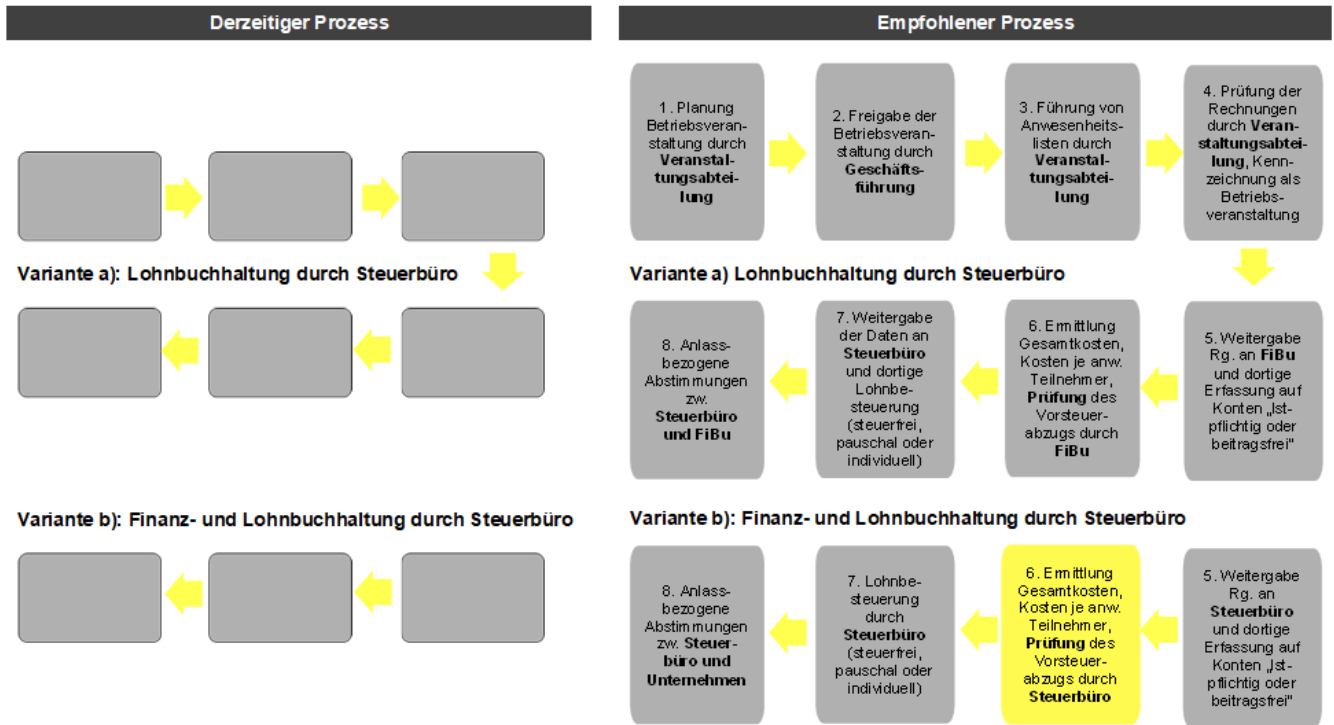 Derzeitiger Prozess
Variante a): Lohnbuchhaltung durch Steuerbüro
Variante b): Finanz- und Lohnbuchhaltung durch Steuerbüro
Empfohlener Prozess
1. Planung
Betriebsveran-
staltung durch
Veranstal-
tungsabtei-
lung
2. Freigabe der
Betriebsveran-
staltung durch
Geschäfts-
führung
3. Führung von
Anwesenheits-
listen durch
Veranstal-
tungsabtei-
lung
4. Prüfung der
Rechnungen
durch Veran-
staltungsabtei-
lung, Kenn-
zeichnung als
Betriebs-
veranstaltung
Variante a) Lohnbuchhaltung durch Steuerbüro
8. Anlass-
bezogene
Abstimmungen
zw.
Steuerbüro
und FiBu
7. Weitergabe
der Daten an
Steuerbüro
und dortige
Lohnbe-
steuerung
(steuerfrei,
pauschal oder
individuell)
6. Ermittlung
Gesamtkosten,
Kosten je anw.
Teilnehmer,
Prüfung des
Vorsteuer-
abzugs durch
FiBu
5. Weitergabe
Rg. an FiBu
und dortige
Erfassung auf
Konten „lst-
pflichtig oder
beitragsfrei"
Variante b): Finanz- und Lohnbuchhaltung durch Steuerbüro
8. Anlass-
bezogene
Abstimmungen
zw. Steuer-
büro und
Unternehmen
7. Lohnbe-
steuerung
durch
Steuerbüro
(steuerfrei,
pauschal oder
individuell)
6. Ermittlung
Gesamtkosten,
Kosten je anw.
Teilnehmer,
Prüfung des
Vorsteuer-
abzugs durch
Steuerbüro
5. Weitergabe
Rg. an
Steuerbüro
und dortige
Erfassung auf
Konten „lst-
pflichtig oder
beitragsfrei"